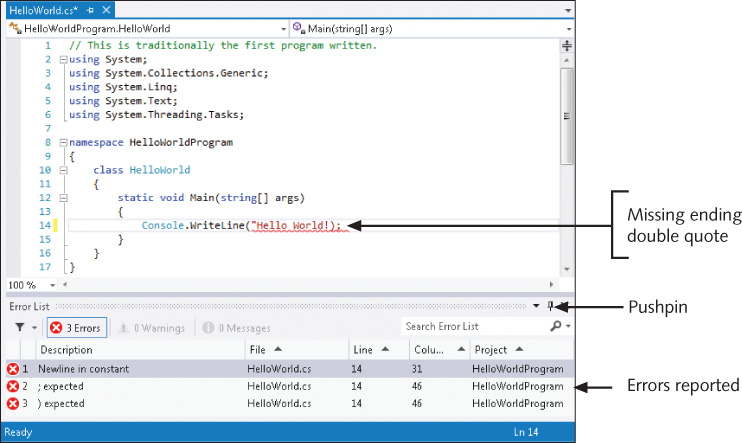 HelloWorld.cs*
HelloWorldProgram.HelloWorld Main(string[] args)
1 // This is traditionally the first program written.
2 using System;
3 using System.Collections.Generic;
4 using System.Linq;
5 using System.Text;
6 using System.Threading.Tasks;
7
8 namespace HelloWorldProgram
9 {
10 class HelloWorld
11 {
12 static void Main(string[] args)
13 {
14 Console.WriteLine("Hello World!);
15 }
16 }
17 }
Missing ending
double quote
100 %
Error List
Pushpin
3 Errors 0 Warnings 0 Messages Search Error List
Description File Line Colu... Project
1 Newline in constant HelloWorld.cs 14 31 HelloWorldProgram
2 ; expected HelloWorld.cs 14 46 HelloWorldProgram
3 ) expected HelloWorld.cs 14 46 HelloWorldProgram
Errors reported
Ready Ln 14